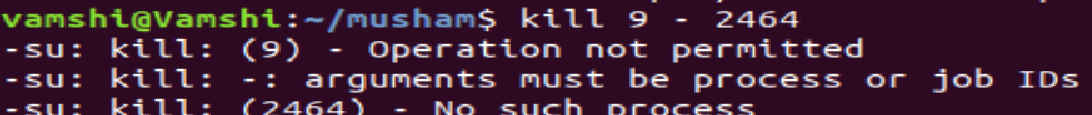 vamshi@Vamshi:~/musham$ kill 9 - 2464
-su: kill: (9) - Operation not permitted
-su: kill: -: arguments must be process or job IDs
-su: kill: (2464) - No such process